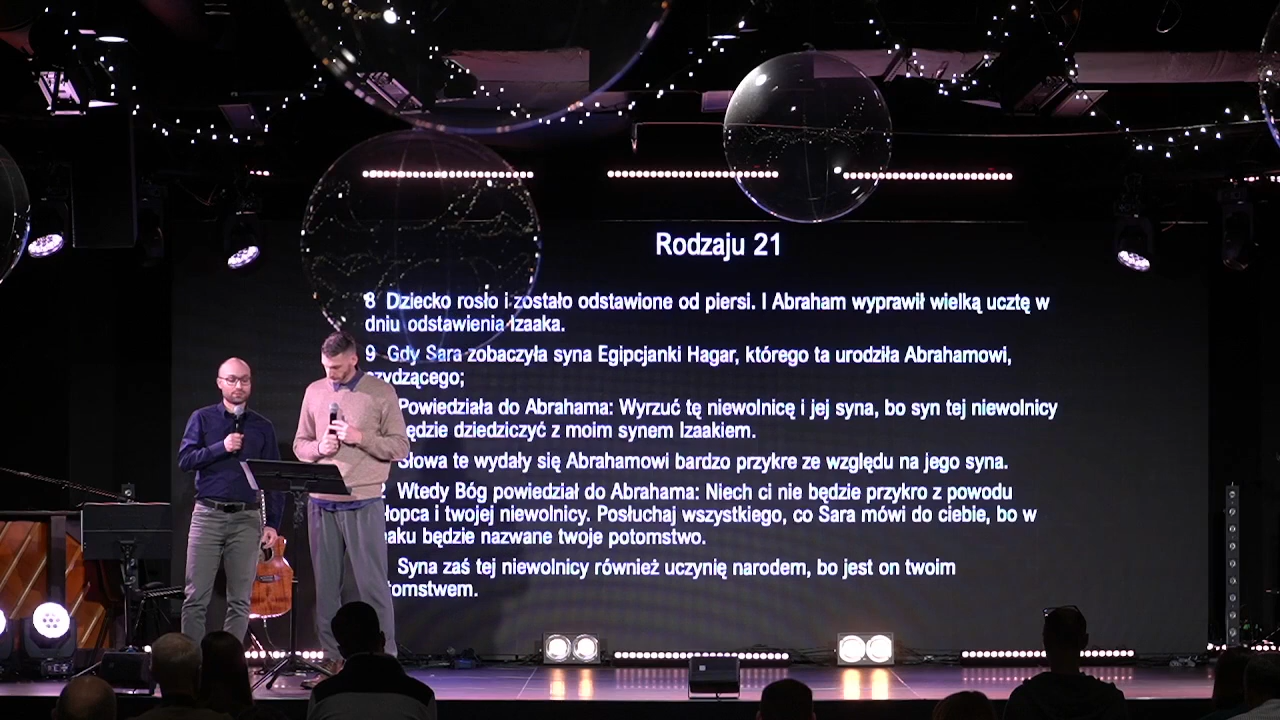 Rodzaju 21
8 Dziecko rosło i zostało odstawione od piersi. I Abraham wyprawił wielką ucztę w
dniu odstawienia Izaaka.
9 Gdy Sara zobaczyła syna Egipcjanki Hagar, którego ta urodziła Abrahamowi,
szydzącego;
Powiedziała do Abrahama: Wyrzuć tę niewolnicę i jej syna, bo syn tej niewolnicy
dziedziczyć z moim synem Izaakiem.
Słowa te wydały się Abrahamowi bardzo przykre ze względu na jego syna.
Wtedy Bóg powiedział do Abrahama: Niech ci nie będzie przykro z powodu
i twojej niewolnicy. Posłuchaj wszystkiego, co Sara mówi do ciebie, bo w
będzie nazwane twoje potomstwo.
Syna zaś tej niewolnicy również uczynię narodem, bo jest on twoim